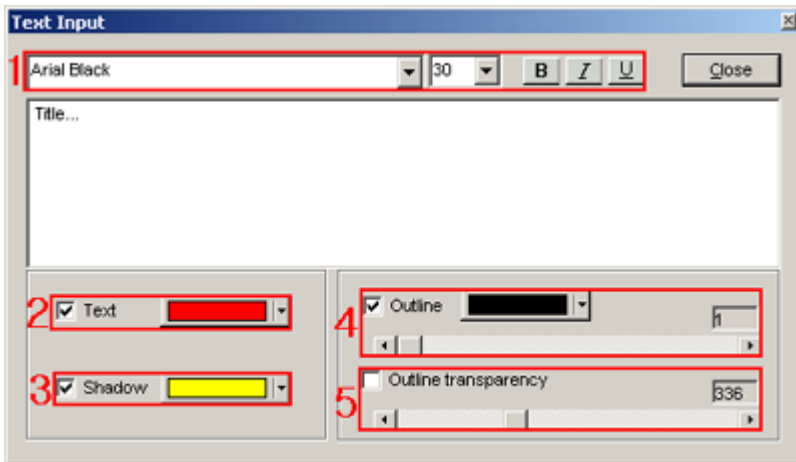 Text Input
1 Arial Black 30 B I U Close
Title...
2 Text
4 Outline 1
3 Shadow
5 Outline transparency 336